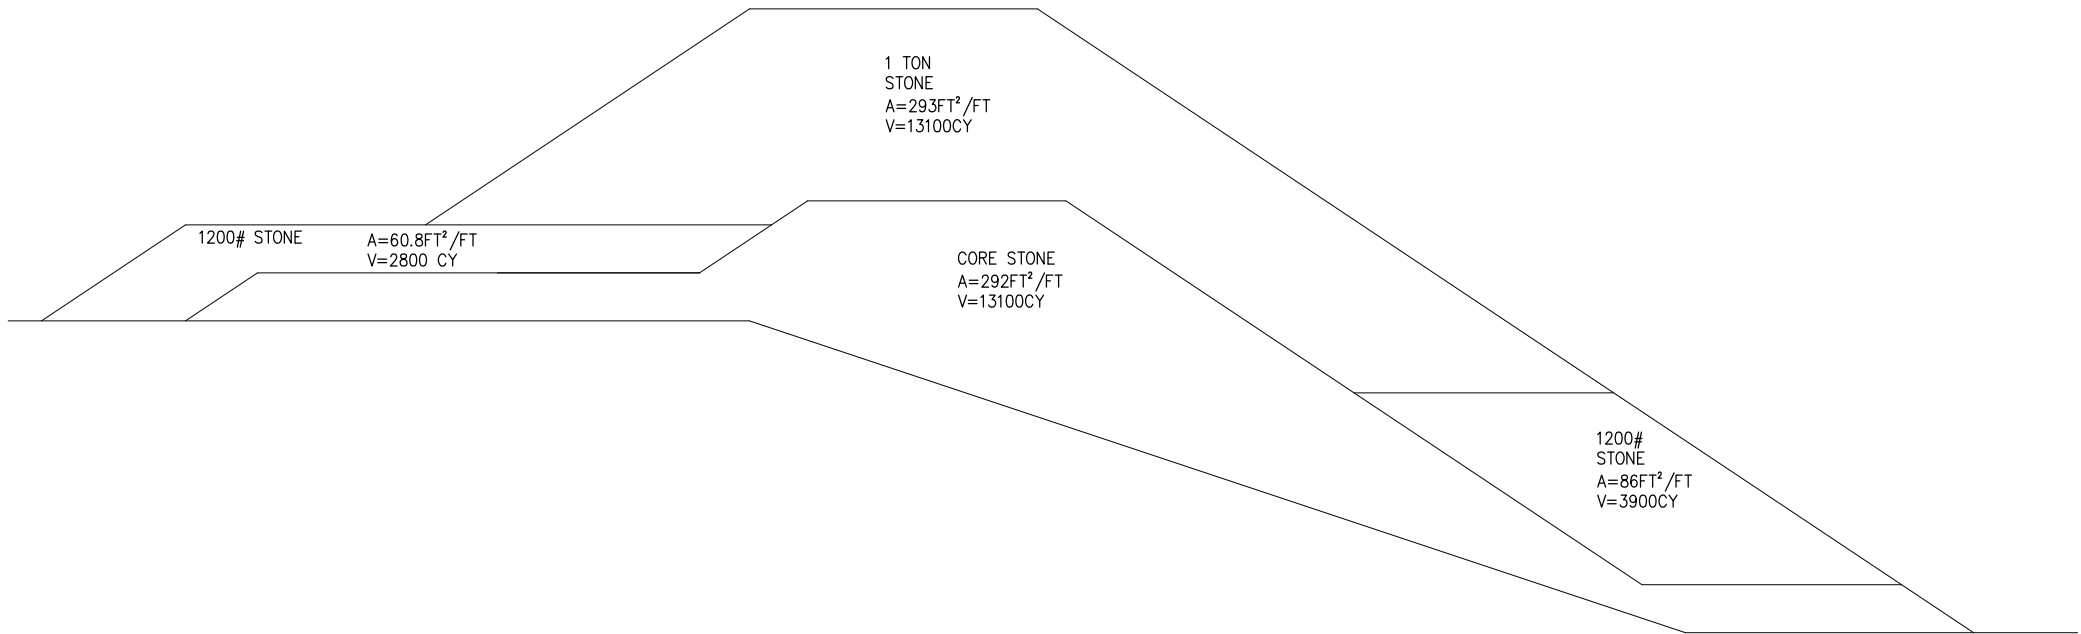 1 TON
STONE
A=293FT²/FT
V=13100CY
1200# STONE
A=60.8FT²/FT
V=2800 CY
CORE STONE
A=292FT²/FT
V=13100CY
1200#
STONE
A=86FT²/FT
V=3900CY